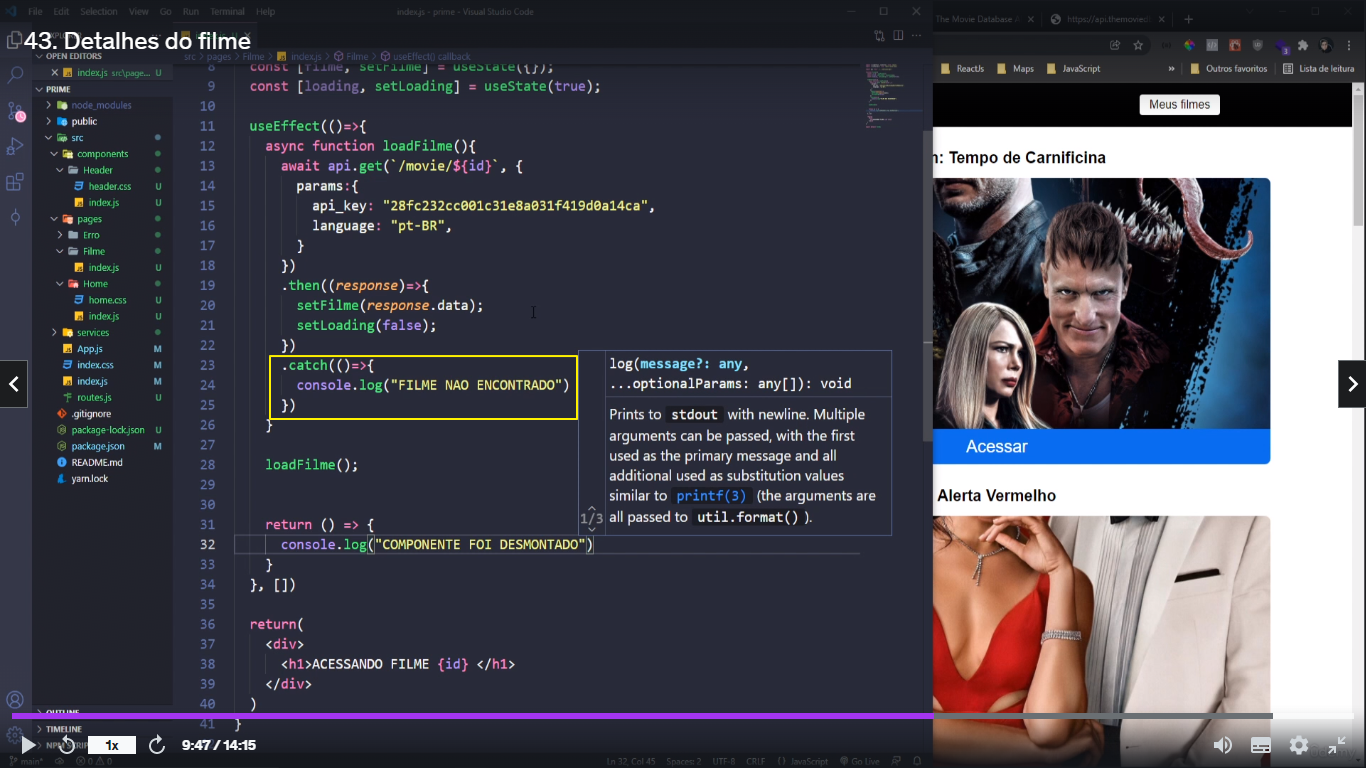 File Edit Selection View Go Run Terminal Help
index.js - prime - Visual Studio Code
43. Detalhes do filme
OPEN EDITORS
index.js src\page... U
PRIME
node_modules
public
src
components
Header
header.css U
index.js U
pages
Erro
Filme
index.js U
Home
home.css U
index.js U
services
App.js M
index.css M
index.js M
routes.js U
.gitignore
package-lock.json U
package.json M
README.md
yarn.lock
OUTLINE
TIMELINE
src > pages > Filme > index.js > Filme > useEffect() callback
8 const [filme, setFilme] = useState({});
9 const [loading, setLoading] = useState(true);
10
11 useEffect(()=>{
12 async function loadFilme(){
13 await api.get(`/movie/${id}`, {
14 params:{
15 api_key: "28fc232cc001c31e8a031f419d0a14ca",
16 language: "pt-BR",
17 }
18 })
19 .then((response)=>{
20 setFilme(response.data);
21 setLoading(false);
22 })
23 .catch(()=>{
24 console.log("FILME NAO ENCONTRADO")
25 })
26 }
27
28 loadFilme();
29
30
31 return () => {
32 console.log("COMPONENTE FOI DESMONTADO")
33 }
34 }, [])
35
36 return(
37 <div>
38 <h1>ACESSANDO FILME {id} </h1>
39 </div>
40 )
41 }
log(message?: any,
...optionalParams: any[]): void
Prints to stdout with newline. Multiple
arguments can be passed, with the first
used as the primary message and all
additional used as substitution values
similar to printf(3) (the arguments are
all passed to util.format() ).
1/3
The Movie Database
https://api.themovied
ReactJs Maps JavaScript » Outros favoritos Lista de leitura
Meus filmes
n: Tempo de Carnificina
Acessar
Alerta Vermelho
1x
9:47 / 14:15
main* 0 0
Ln 32, Col 45 Spaces: 2 UTF-8 CRLF JavaScript Go Live